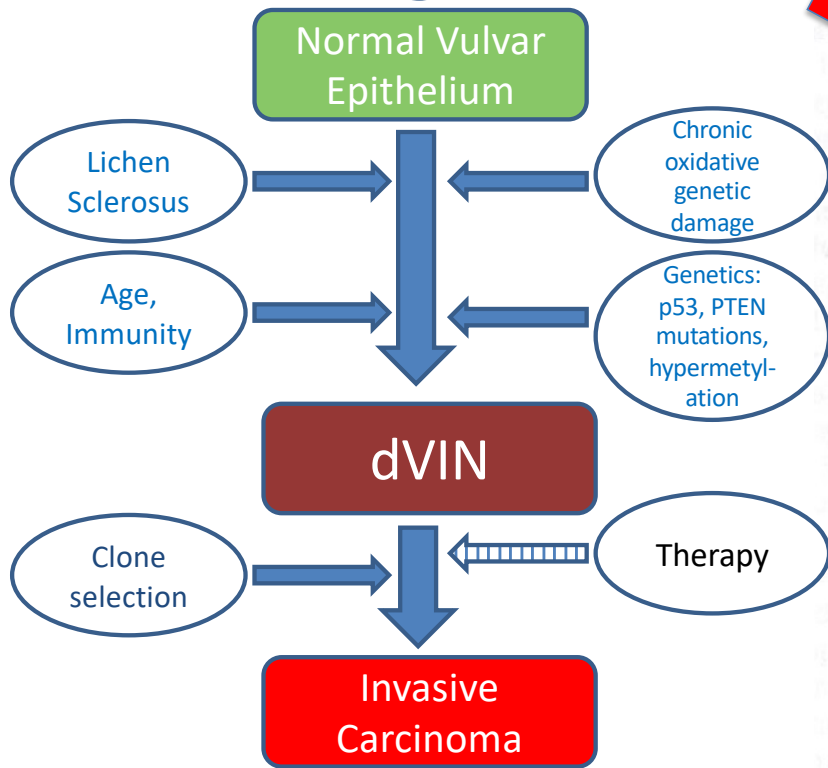 Normal Vulvar
Epithelium
Lichen
Sclerosus
Chronic
oxidative
genetic
damage
Age,
Immunity
Genetics:
p53, PTEN
mutations,
hypermetyl-
ation
dVIN
Clone
selection
Therapy
Invasive
Carcinoma